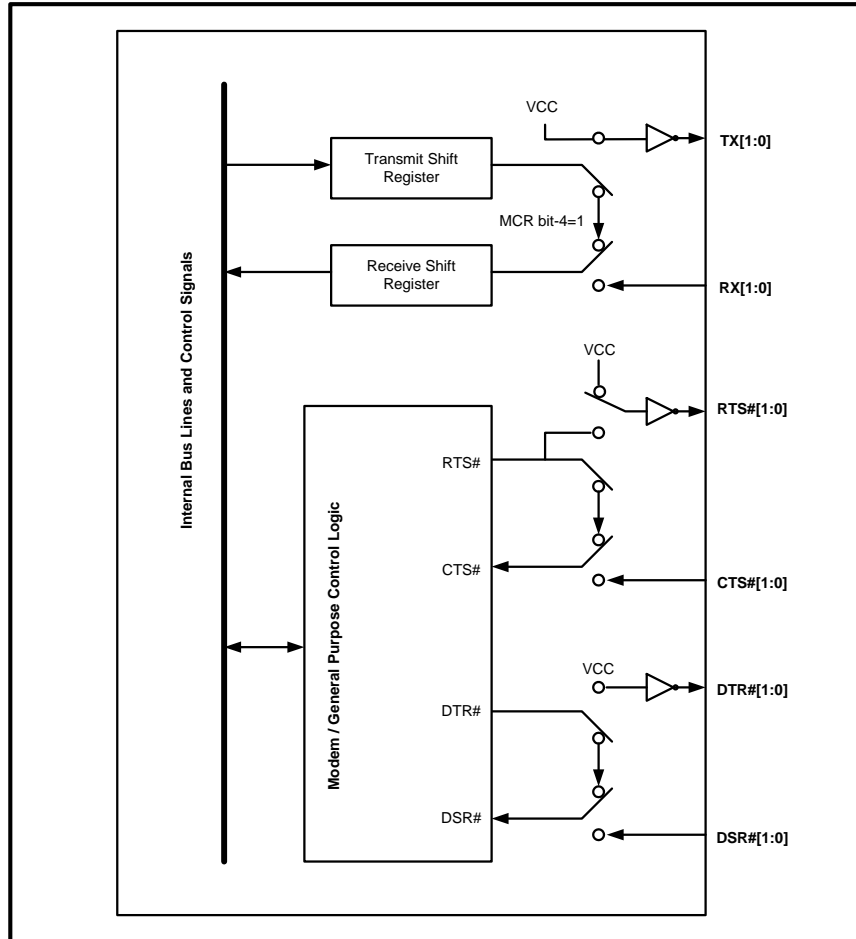 VCC
TX[1:0]
Transmit Shift
Register
MCR bit-4=1
Receive Shift
Register
RX[1:0]
Internal Bus Lines and Control Signals
VCC
RTS#[1:0]
Modem / General Purpose Control Logic
RTS#
CTS#
CTS#[1:0]
VCC
DTR#[1:0]
DTR#
DSR#
DSR#[1:0]